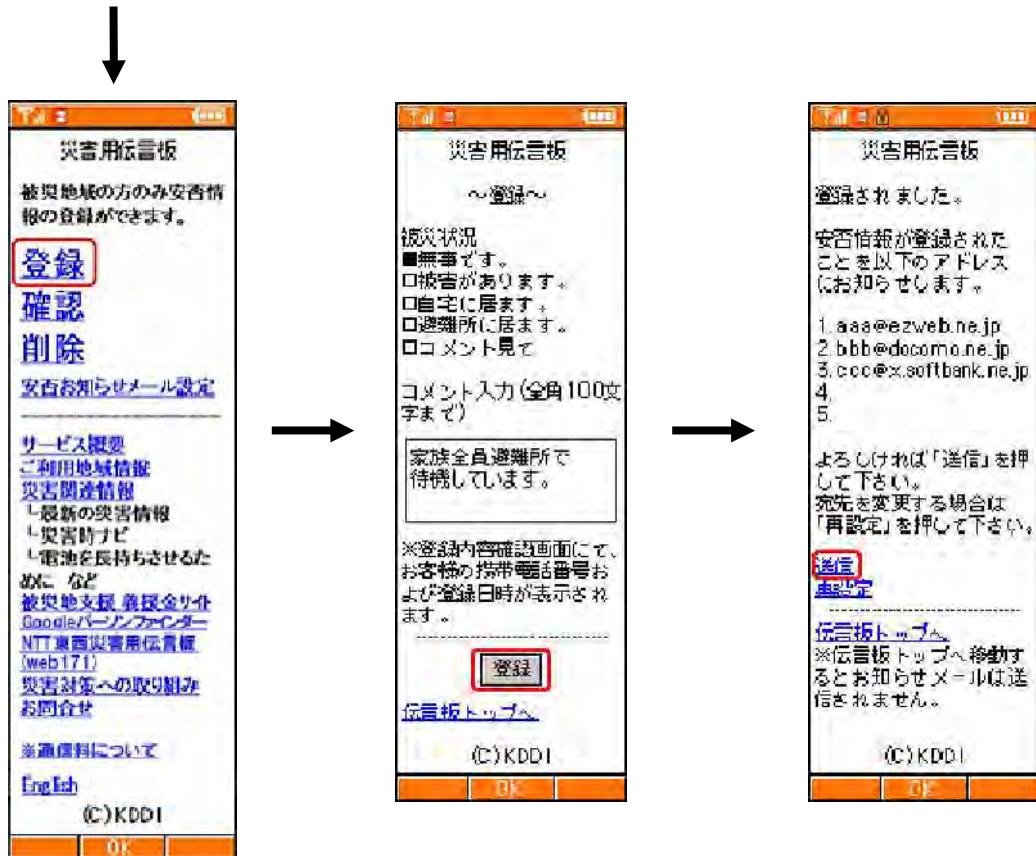 災害用伝言板
被災地域の方のみ安否情
報の登録ができます。
登録
確認
削除
安否お知らせメール設定
サービス概要
ご利用地域情報
災害関連情報
└最新の災害情報
└災害時ナビ
└電池を長持ちさせるた
めに など
被災地支援 義援金サイト
Googleパーソンファインダー
NTT東西災害用伝言板
(web171)
災害対策への取り組み
お問合せ
※通信料について
English
(C)KDDI
OK
災害用伝言板
～登録～
被災状況
■無事です。
□被害があります。
□自宅に居ます。
□避難所に居ます。
□コメント見て
コメント入力(全角100文
字まで)
家族全員避難所で
待機しています。
※登録内容確認画面にて、
お客様の携帯電話番号お
よび登録日時が表示され
ます。
登録
伝言板トップへ
(C)KDDI
OK
災害用伝言板
登録されました。
安否情報が登録された
ことを以下のアドレス
にお知らせします。
1.aaa@ezweb.ne.jp
2.bbb@docomo.ne.jp
3.ccc@x.softbank.ne.jp
4.
5.
よろしければ「送信」を押
して下さい。
宛先を変更する場合は
「再設定」を押して下さい。
送信
再設定
伝言板トップへ
※伝言板トップへ移動す
るとお知らせメールは送
信されません。
(C)KDDI
OK